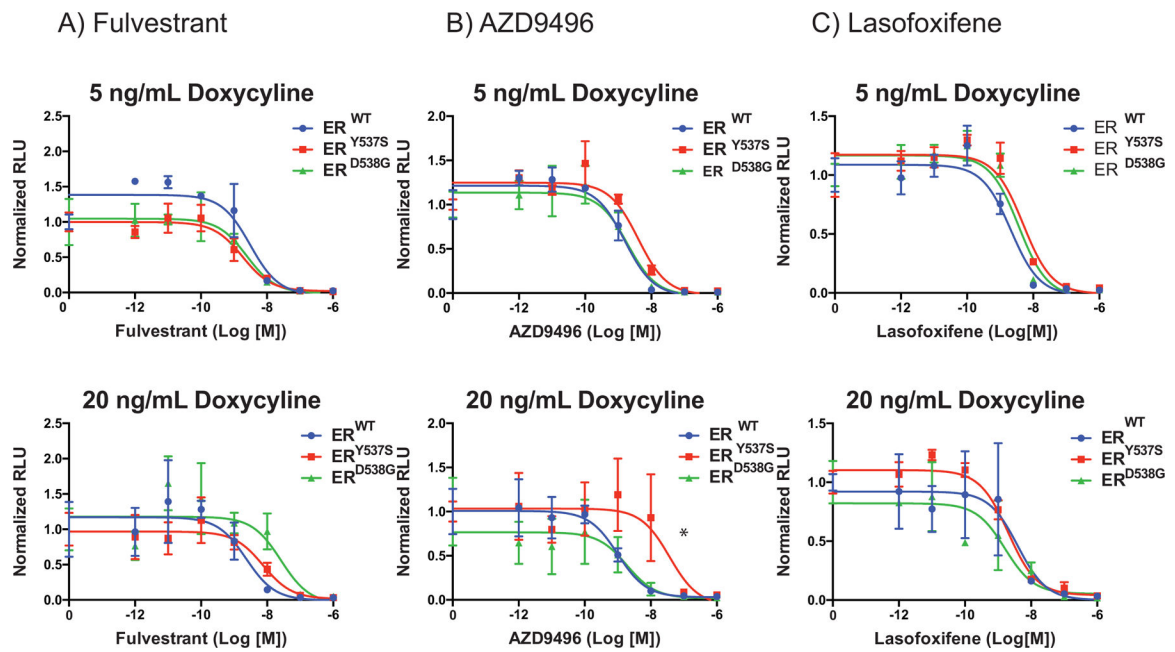 A) Fulvestrant
B) AZD9496
C) Lasofoxifene
5 ng/mL Doxycyline
2.5
2.0
1.5
1.0
0.5
0.0
Normalized RLU
0
-12
-10
-8
-6
Fulvestrant (Log [M])
ER WT
ER Y537S
ER D538G
5 ng/mL Doxycyline
2.0
1.5
1.0
0.5
0.0
Normalized RLU
0
-12
-10
-8
-6
AZD9496 (Log [M])
ER WT
ER Y537S
ER D538G
5 ng/mL Doxycyline
1.5
1.0
0.5
0.0
Normalized RLU
0
-12
-10
-8
-6
Lasofoxifene (Log[M])
ER WT
ER Y537S
ER D538G
20 ng/mL Doxycyline
2.5
2.0
1.5
1.0
0.5
0.0
Normalized RLU
0
-12
-10
-8
-6
Fulvestrant (Log [M])
ER WT
ER Y537S
ER D538G
20 ng/mL Doxycyline
2.0
1.5
1.0
0.5
0.0
Normalized RLU
0
-12
-10
-8
-6
AZD9496 (Log [M])
ER WT
ER Y537S
ER D538G
*
20 ng/mL Doxycyline
1.5
1.0
0.5
0.0
Normalized RLU
0
-12
-10
-8
-6
Lasofoxifene (Log[M])
ER WT
ER Y537S
ER D538G